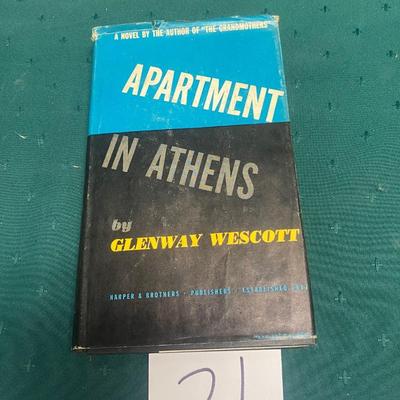 A NOVEL BY THE AUTHOR OF "THE GRANDMOTHERS"
APARTMENT
IN ATHENS
by
GLENWAY WESCOTT
HARPER & BROTHERS · PUBLISHERS · ESTABLISHED
21